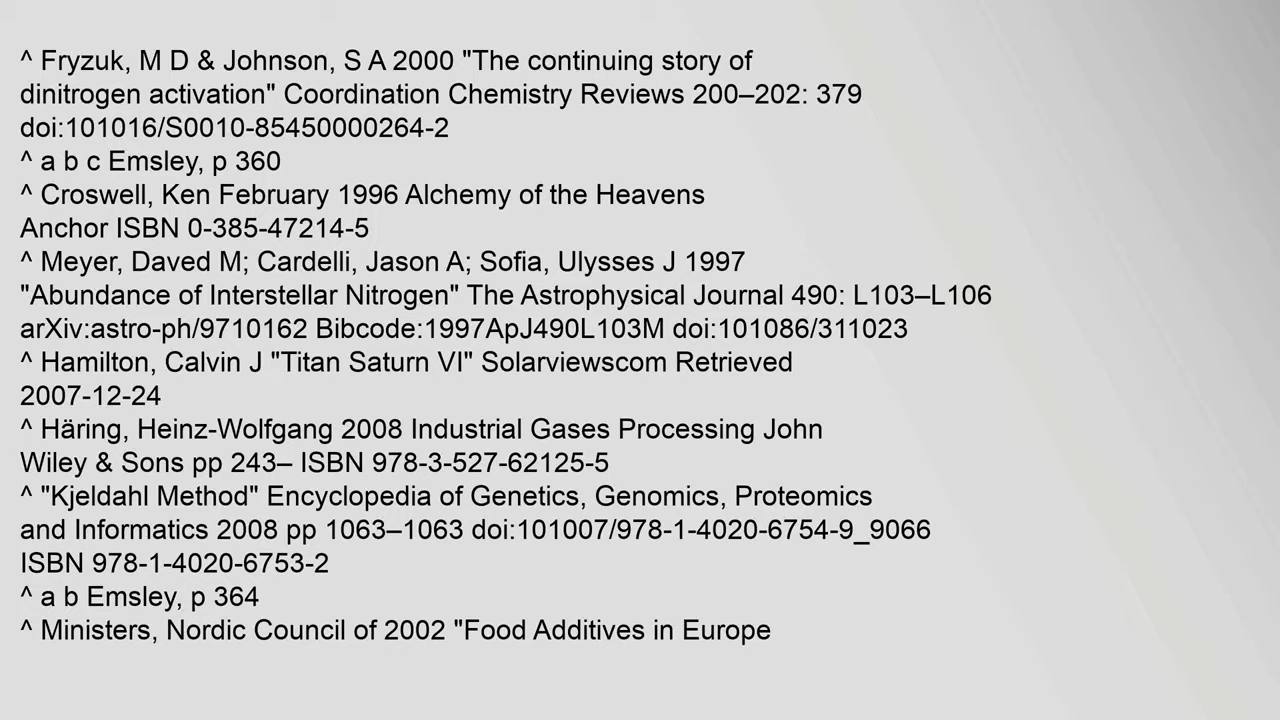 ^ Fryzuk, M D & Johnson, S A 2000 "The continuing story of
dinitrogen activation" Coordination Chemistry Reviews 200–202: 379
doi:101016/S0010-85450000264-2
^ a b c Emsley, p 360
^ Croswell, Ken February 1996 Alchemy of the Heavens
Anchor ISBN 0-385-47214-5
^ Meyer, Daved M; Cardelli, Jason A; Sofia, Ulysses J 1997
"Abundance of Interstellar Nitrogen" The Astrophysical Journal 490: L103–L106
arXiv:astro-ph/9710162 Bibcode:1997ApJ490L103M doi:101086/311023
^ Hamilton, Calvin J "Titan Saturn VI" Solarviewscom Retrieved
2007-12-24
^ Häring, Heinz-Wolfgang 2008 Industrial Gases Processing John
Wiley & Sons pp 243– ISBN 978-3-527-62125-5
^ "Kjeldahl Method" Encyclopedia of Genetics, Genomics, Proteomics
and Informatics 2008 pp 1063–1063 doi:101007/978-1-4020-6754-9_9066
ISBN 978-1-4020-6753-2
^ a b Emsley, p 364
^ Ministers, Nordic Council of 2002 "Food Additives in Europe